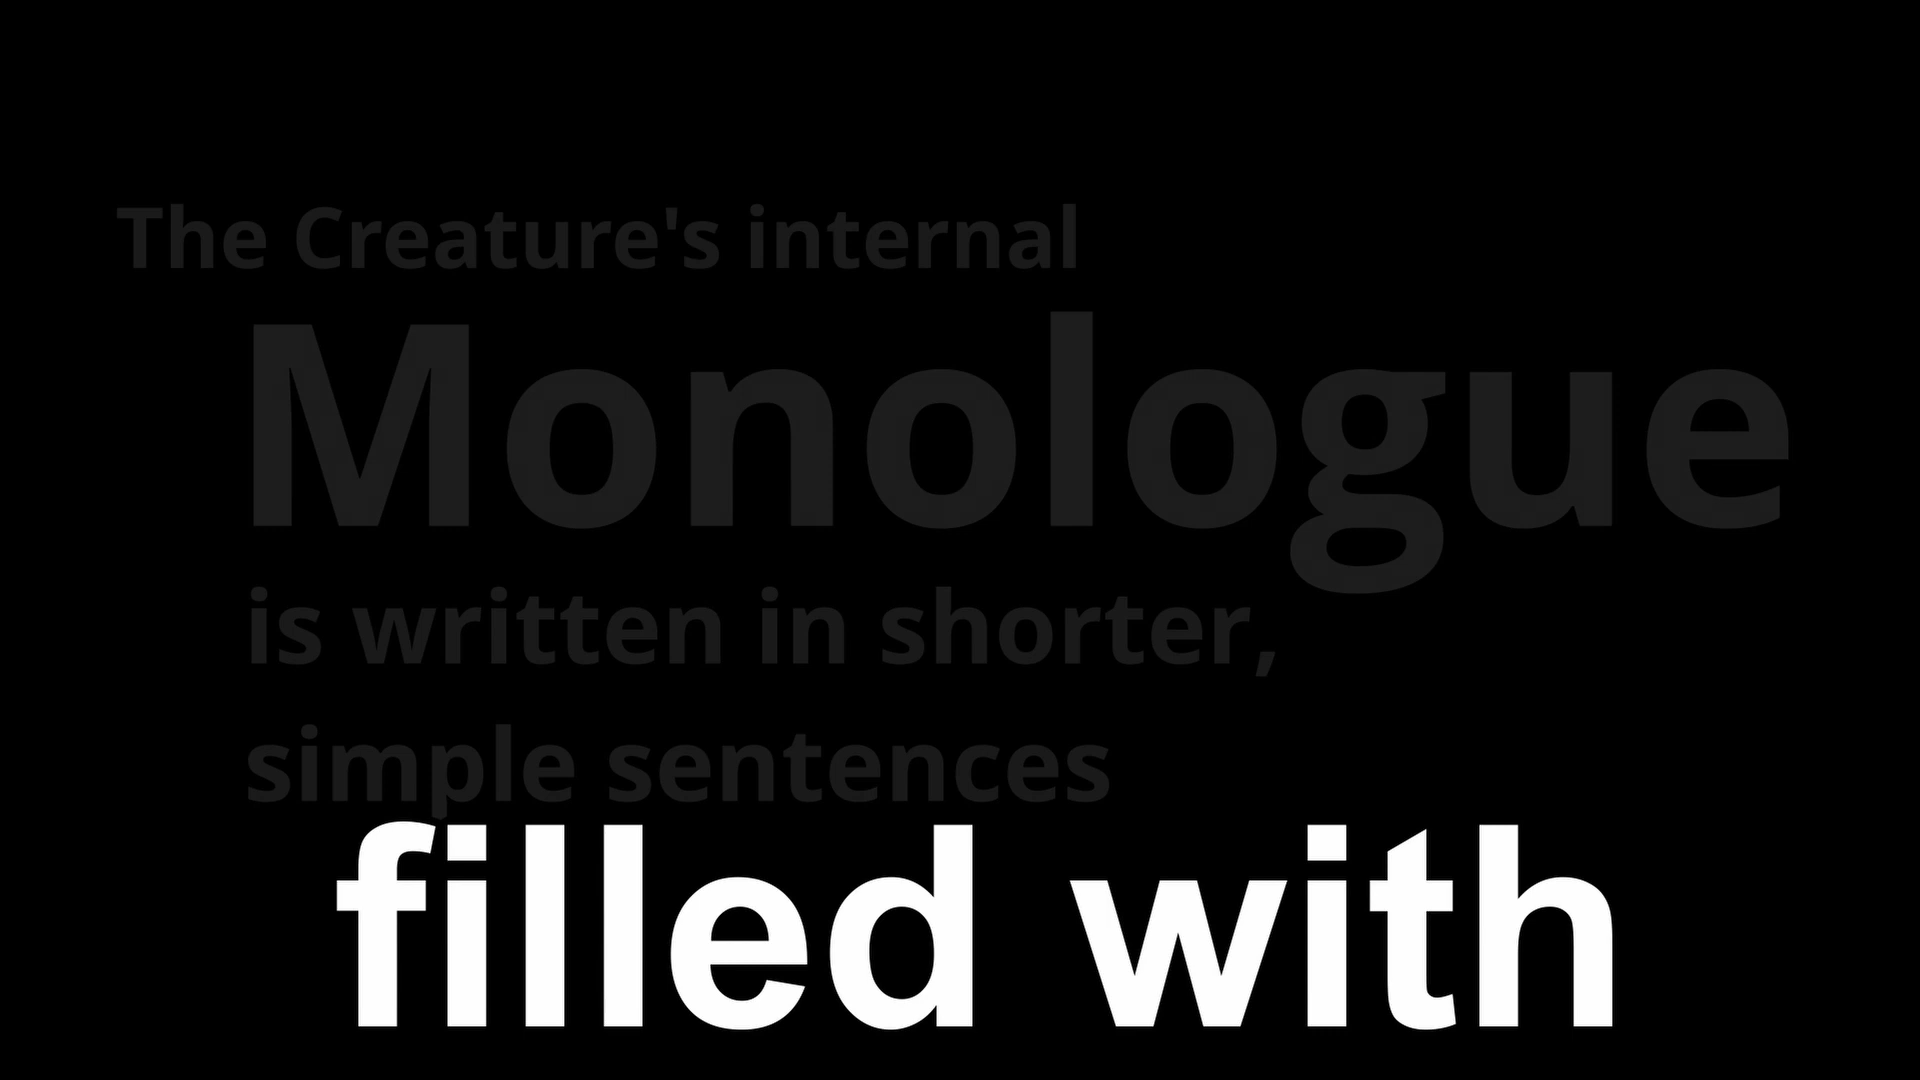 The Creature's internal
Monologue
is written in shorter,
simple sentences
filled with